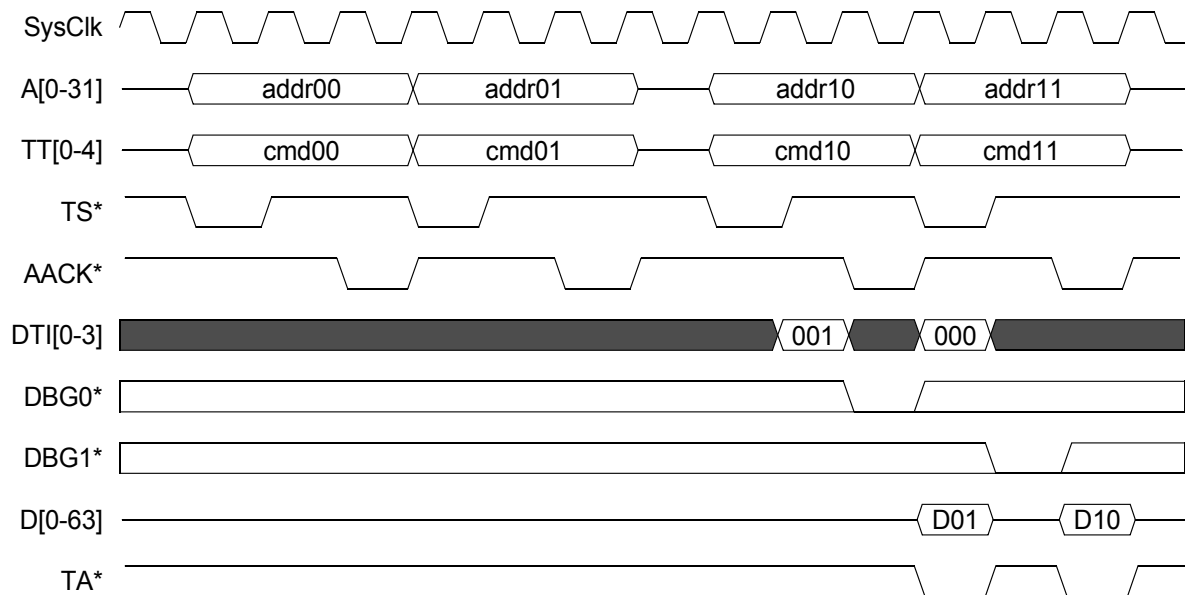 SysClk
A[0-31] addr00 addr01 addr10 addr11
TT[0-4] cmd00 cmd01 cmd10 cmd11
TS*
AACK*
DTI[0-3] 001 000
DBG0*
DBG1*
D[0-63] D01 D10
TA*